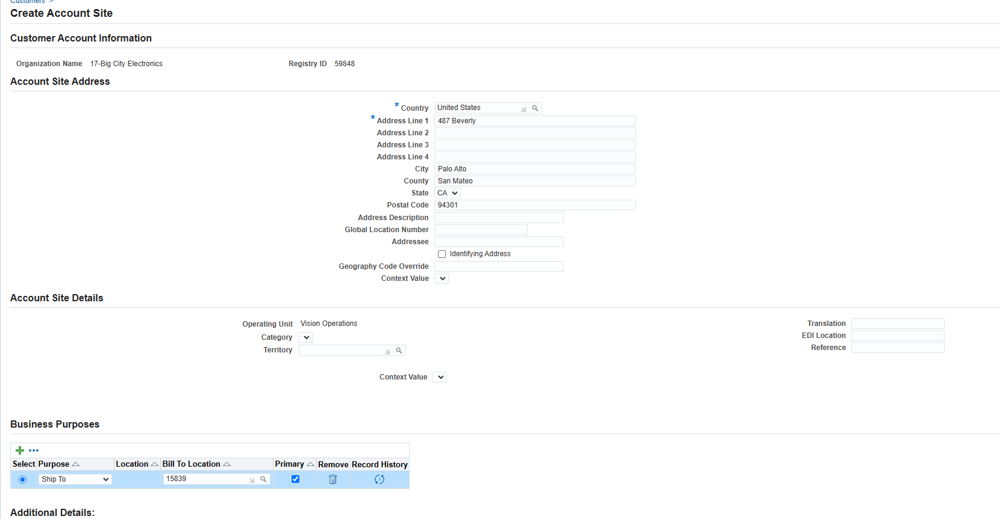 Customers >
Create Account Site
Customer Account Information
Organization Name 17-Big City Electronics Registry ID 59848
Account Site Address
* Country United States
* Address Line 1 487 Beverly
Address Line 2
Address Line 3
Address Line 4
City Palo Alto
County San Mateo
State CA
Postal Code 94301
Address Description
Global Location Number
Addressee
Identifying Address
Geography Code Override
Context Value
Account Site Details
Operating Unit Vision Operations Translation
Category EDI Location
Territory Reference
Context Value
Business Purposes
Select Purpose Location Bill To Location Primary Remove Record History
Ship To 15839
Additional Details: